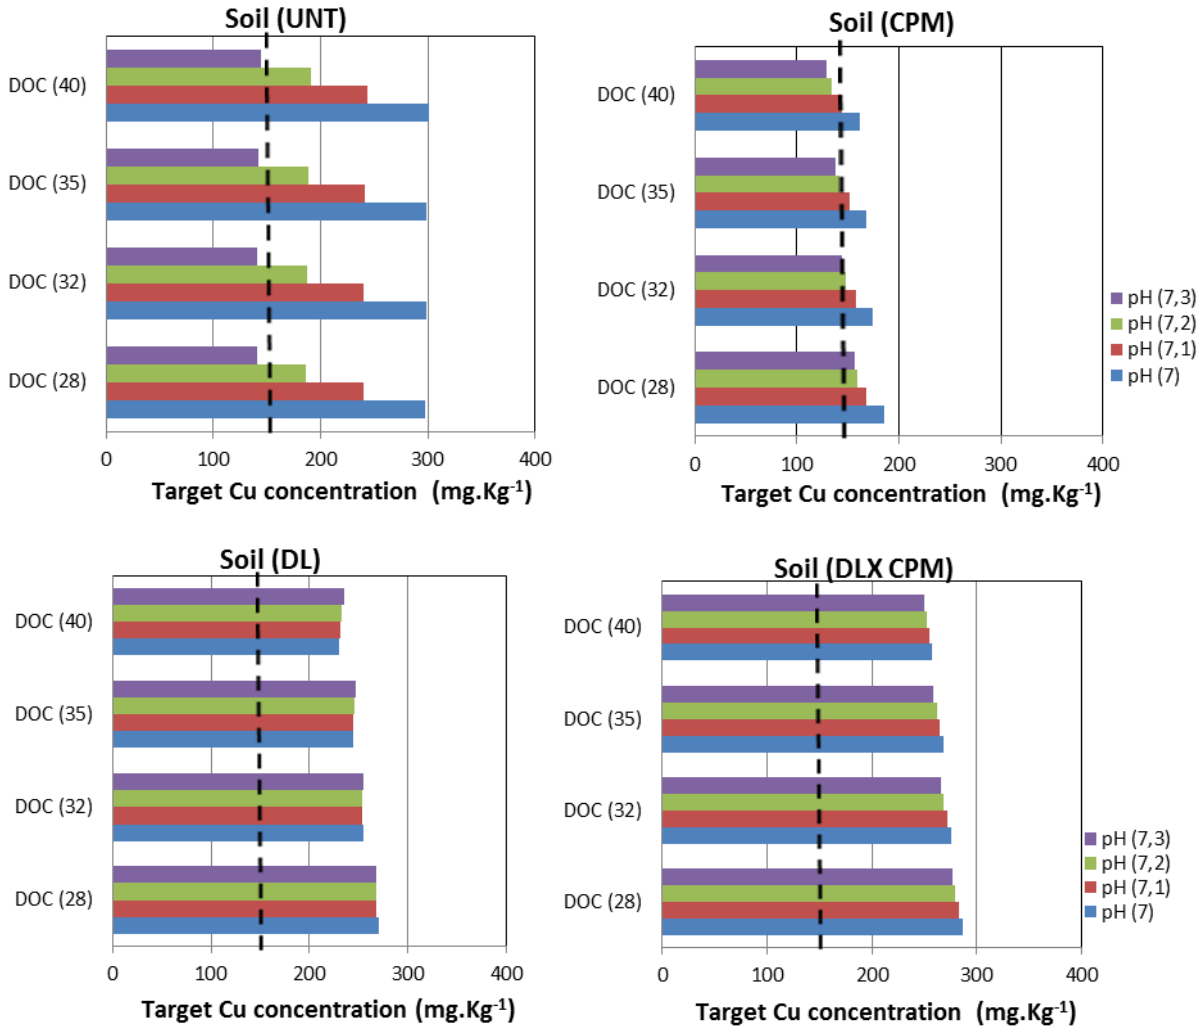 Soil (UNT)
DOC (40)
DOC (35)
DOC (32)
DOC (28)
0 100 200 300 400
Target Cu concentration (mg.Kg-1)
Soil (CPM)
DOC (40)
DOC (35)
DOC (32)
DOC (28)
0 100 200 300 400
Target Cu concentration (mg.Kg-1)
pH (7,3)
pH (7,2)
pH (7,1)
pH (7)
Soil (DL)
DOC (40)
DOC (35)
DOC (32)
DOC (28)
0 100 200 300 400
Target Cu concentration (mg.Kg-1)
Soil (DLX CPM)
DOC (40)
DOC (35)
DOC (32)
DOC (28)
0 100 200 300 400
Target Cu concentration (mg.Kg-1)
pH (7,3)
pH (7,2)
pH (7,1)
pH (7)